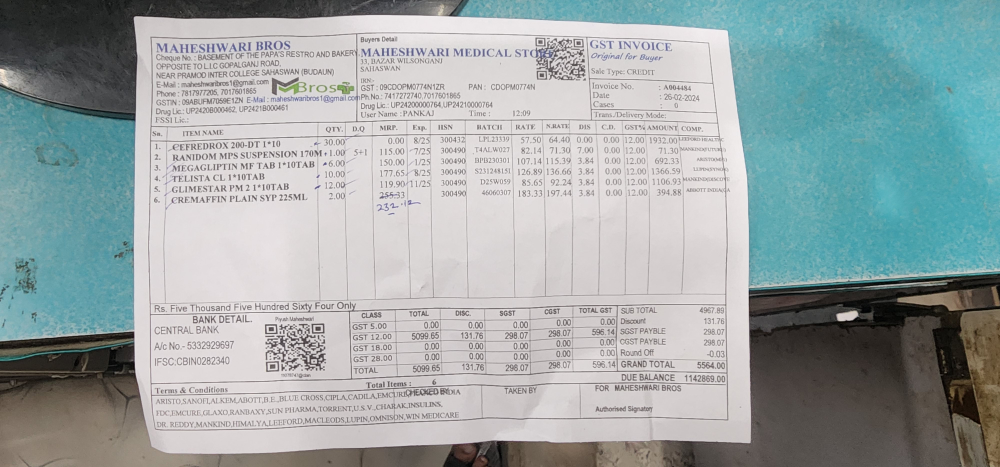 MAHESHWARI BROS
Cheque No : BASEMENT OF THE PAPA'S RESTRO AND BAKERY
OPPOSITE TO L I C GOPALGANJ ROAD,
NEAR PRAMOD INTER COLLEGE SAHASWAN (BUDAUN)
E-Mail : maheshwaribros1@gmail.com
Phone : 7817977205, 7017601865
GSTIN : 09ABUFM7059E1ZN E-Mail : maheshwaribros1@gmail.com
Drug Lic.: UP2420B000462, UP2421B000461
FSSI Lic.:
MBros
Buyers Detail
MAHESHWARI MEDICAL STO
33, BAZAR WILSONGANJ
SAHASWAN
GST : 09CDOPM0774N1ZR PAN : CDOPM0774N
Ph No.: 7417272740,7017601865
Drug Lic.: UP24200000764,UP24210000764
User Name : PANKAJ Time : 12:09
GST INVOICE
Original for Buyer
Sale Type: CREDIT
Invoice No. : A004484
Date : 26-02-2024
Cases : 0
Trans./Delivery Mode:
Sn. ITEM NAME QTY. D.Q MRP. Exp. HSN BATCH RATE N.RATE DIS C.D. GST% AMOUNT COMP.
1. CEFREDROX 200-DT 1*10 30.00 0.00 8/25 300432 LPL23339 57.50 64.40 0.00 0.00 12.00 1932.00 LEEFORD HEALTHC
2. RANIDOM MPS SUSPENSION 170M 1.00 5+1 115.00 7/25 300490 T4ALW027 82.14 71.30 7.00 0.00 12.00 71.30
3. MEGAGLIPTIN MF TAB 1*10TAB 6.00 150.00 1/25 300490 BPB230301 107.14 115.39 3.84 0.00 12.00 692.33
4. TELISTA CL 1*10TAB 10.00 177.65 8/25 300490 S231248151 126.89 136.66 3.84 0.00 12.00 1366.59
5. GLIMESTAR PM 2 1*10TAB 12.00 119.90 11/25 300490 D25W059 85.65 92.24 3.84 0.00 12.00 1106.93
6. CREMAFFIN PLAIN SYP 225ML 2.00 255.33 300490 46060307 183.33 197.44 3.84 0.00 12.00 394.88
232.12
Rs. Five Thousand Five Hundred Sixty Four Only
BANK DETAIL.
CENTRAL BANK
A/c No.- 5332929697
IFSC:CBIN0282340
Piyush Maheshwari
CLASS TOTAL DISC. SGST CGST TOTAL GST
GST 5.00 0.00 0.00 0.00 0.00 0.00
GST 12.00 5099.65 131.76 298.07 298.07 596.14
GST 18.00 0.00 0.00 0.00 0.00 0.00
GST 28.00 0.00 0.00 0.00 0.00 0.00
TOTAL 5099.65 131.76 298.07 298.07 596.14
SUB TOTAL 4967.89
Discount 131.76
SGST PAYBLE 298.07
CGST PAYBLE 298.07
Round Off -0.03
GRAND TOTAL 5564.00
DUE BALANCE 1142869.00
Total Items : 6
Terms & Conditions
CHECKED BY
TAKEN BY
FOR MAHESHWARI BROS
ARISTO,SANOFI,ALKEM,ABOTT,B.E.,BLUE CROSS,CIPLA,CADILA,EMCURE
FDC,EMCURE,GLAXO,RANBAXY,SUN PHARMA,TORRENT,U.S.V.,CHARAK,INSULINS,
DR. REDDY,MANKIND,HIMALYA,LEEFORD,MACLEODS,LUPIN,OMNISON,WIN MEDICARE
Authorised Signatory